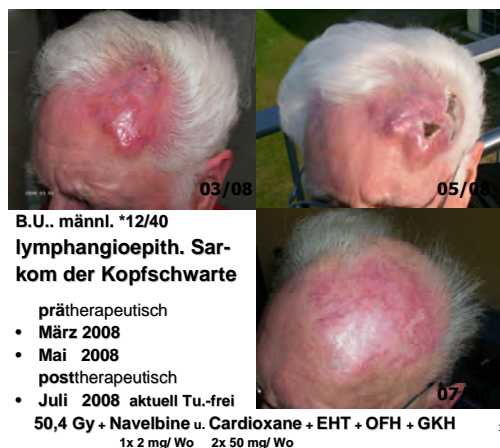 03/08
05/08
B.U.. männl. *12/40
lymphangioepith. Sar-
kom der Kopfschwarte
prätherapeutisch
• März 2008
• Mai 2008
posttherapeutisch
• Juli 2008 aktuell Tu.-frei
07/08
50,4 Gy + Navelbine u. Cardioxane + EHT + OFH + GKH
1x 2 mg/ Wo 2x 50 mg/ Wo